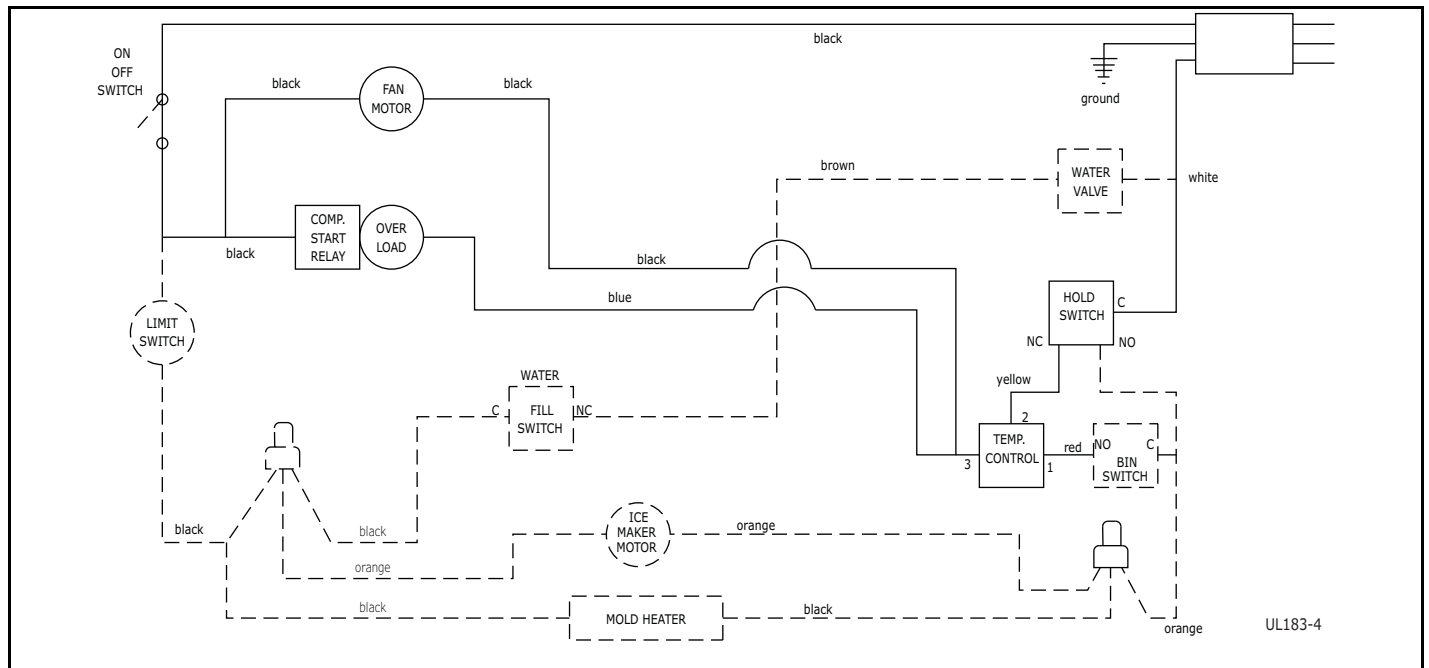 black
ON
OFF
SWITCH
black
FAN
MOTOR
black
ground
brown
WATER
VALVE
white
COMP.
START
RELAY
OVER
LOAD
black
black
blue
HOLD
SWITCH
C
NC
NO
LIMIT
SWITCH
yellow
WATER
C
FILL
SWITCH
NC
2
TEMP.
CONTROL
3
1
red
NO
C
BIN
SWITCH
black
black
ICE
MAKER
MOTOR
orange
orange
black
MOLD HEATER
black
orange
UL183-4